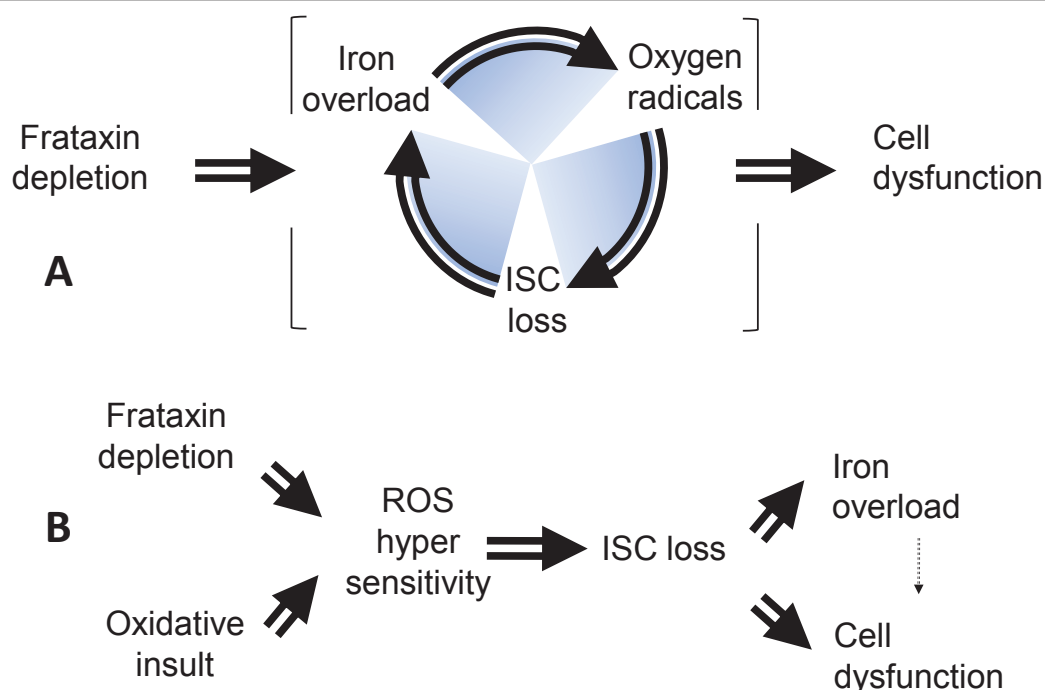 Iron
overload
Oxygen
radicals
Frataxin
depletion
Cell
dysfunction
A
ISC
loss
Frataxin
depletion
Iron
overload
B
ROS
hyper
sensitivity
ISC loss
Oxidative
insult
Cell
dysfunction